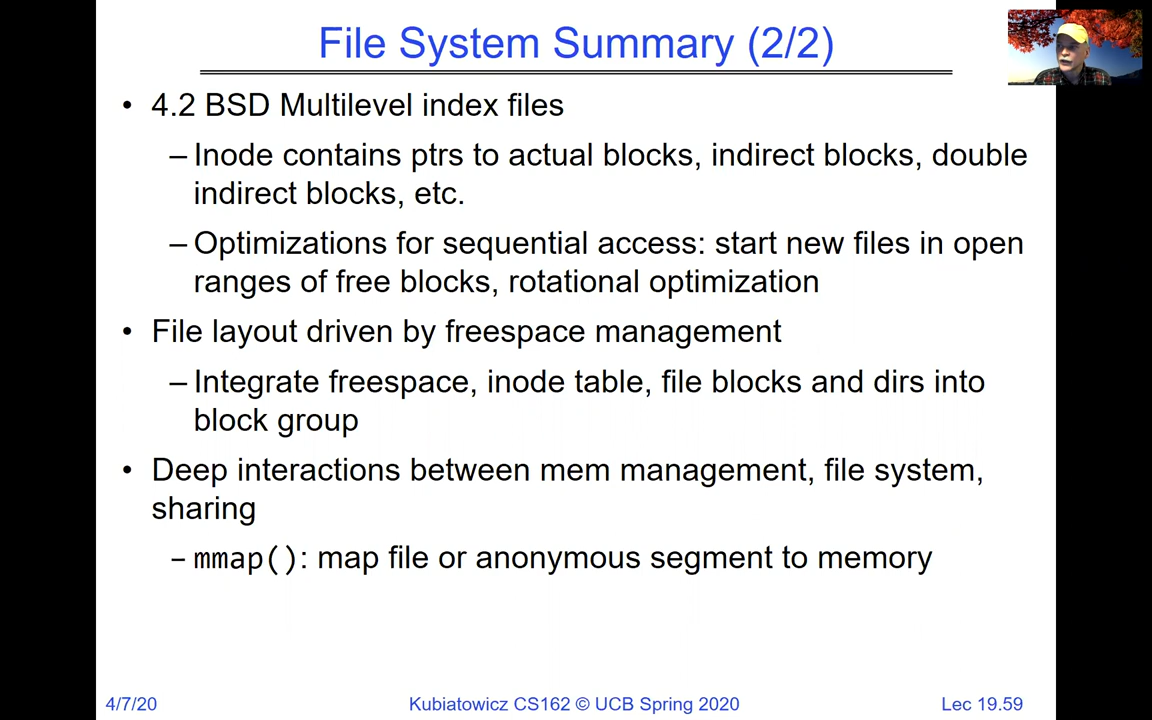 File System Summary (2/2)
• 4.2 BSD Multilevel index files
– Inode contains ptrs to actual blocks, indirect blocks, double
indirect blocks, etc.
– Optimizations for sequential access: start new files in open
ranges of free blocks, rotational optimization
• File layout driven by freespace management
– Integrate freespace, inode table, file blocks and dirs into
block group
• Deep interactions between mem management, file system,
sharing
– mmap(): map file or anonymous segment to memory
4/7/20
Kubiatowicz CS162 © UCB Spring 2020
Lec 19.59